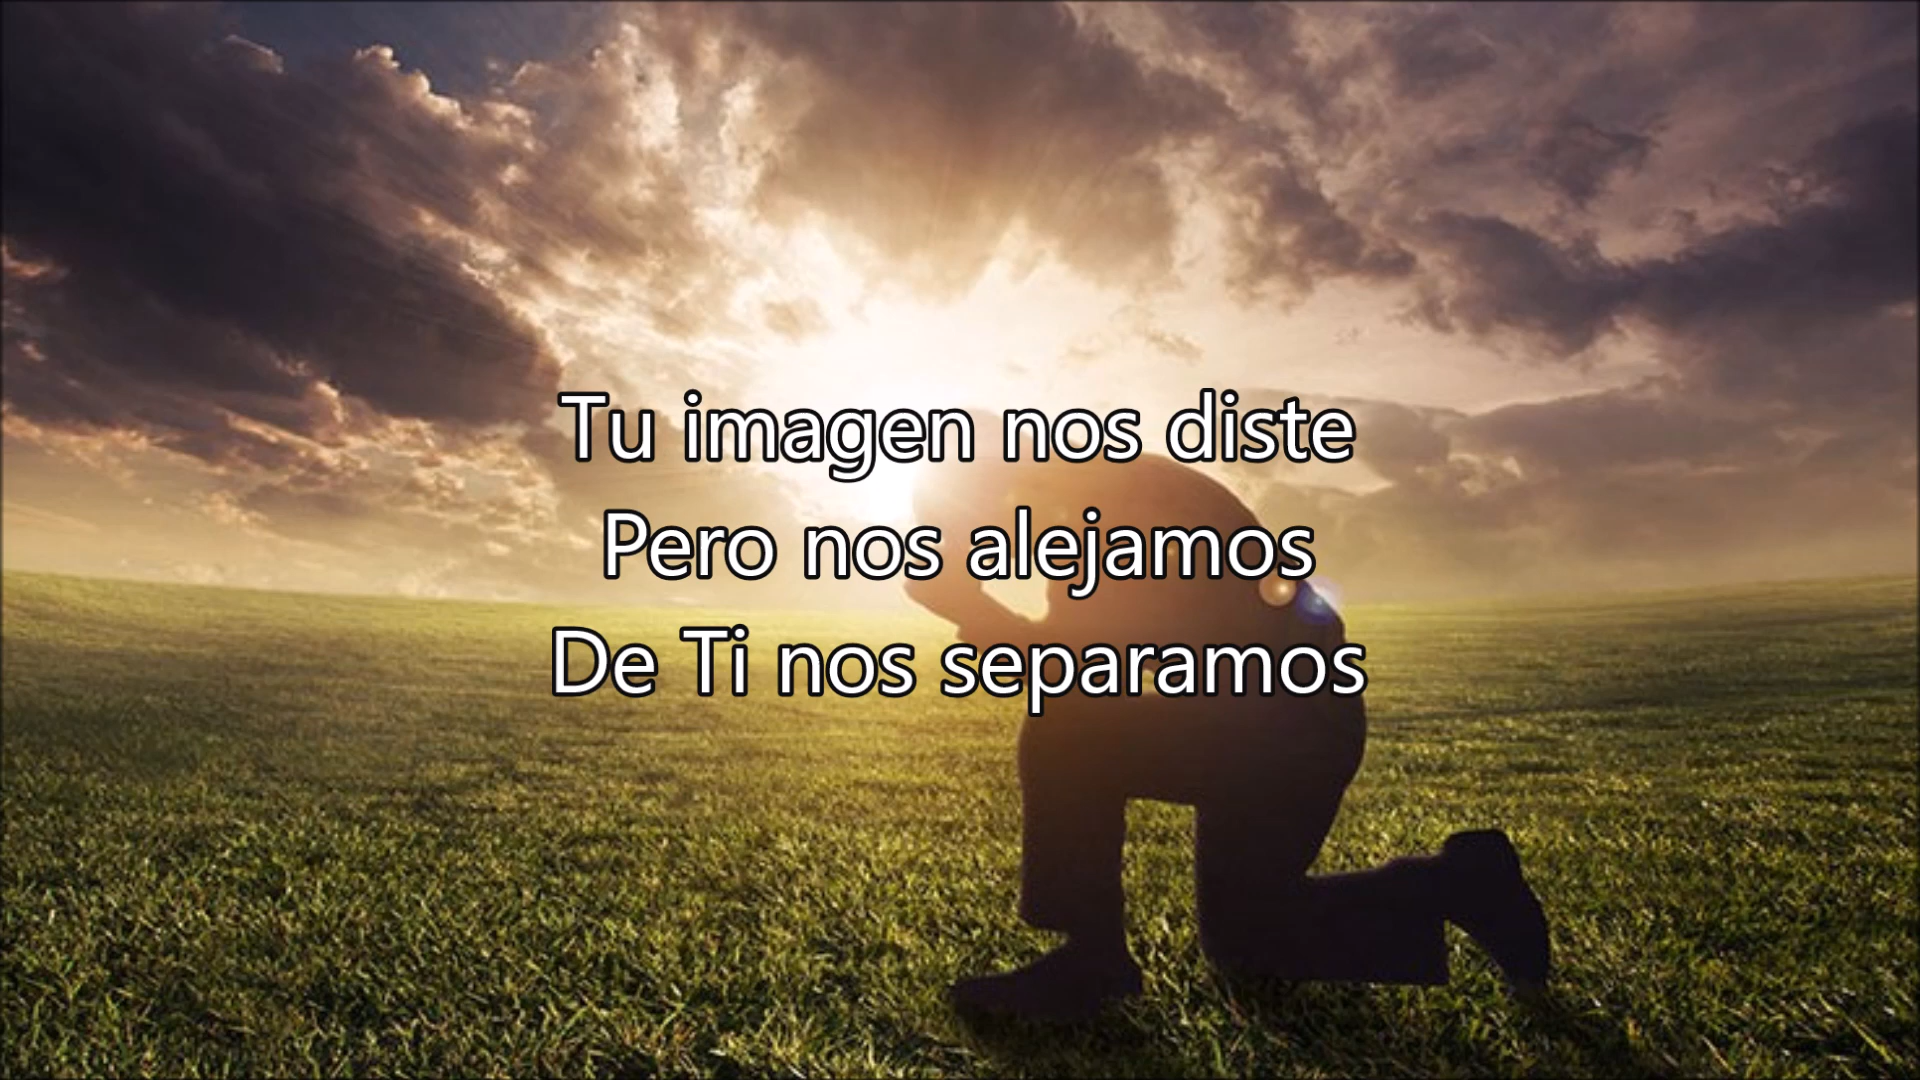 Tu imagen nos diste
Pero nos alejamos
De Ti nos separamos